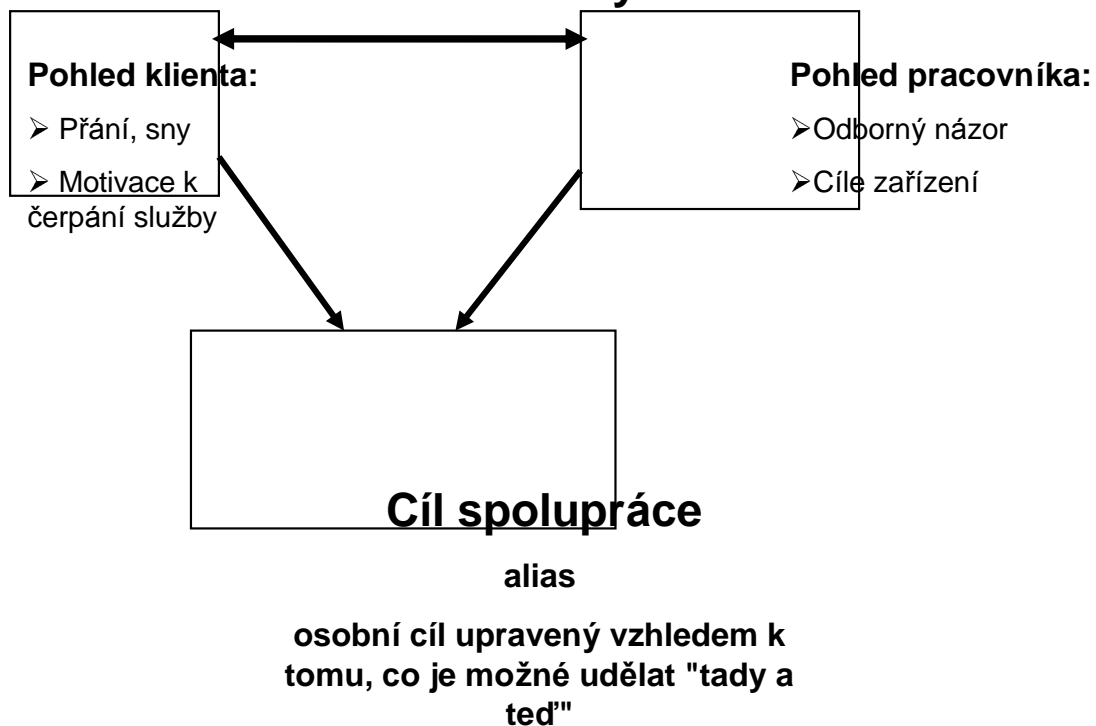 Pohled klienta:
➢ Přání, sny
➢ Motivace k
čerpání služby
Pohled pracovníka:
➢Odborný názor
➢Cíle zařízení
Cíl spolupráce
alias
osobní cíl upravený vzhledem k
tomu, co je možné udělat "tady a
teď"